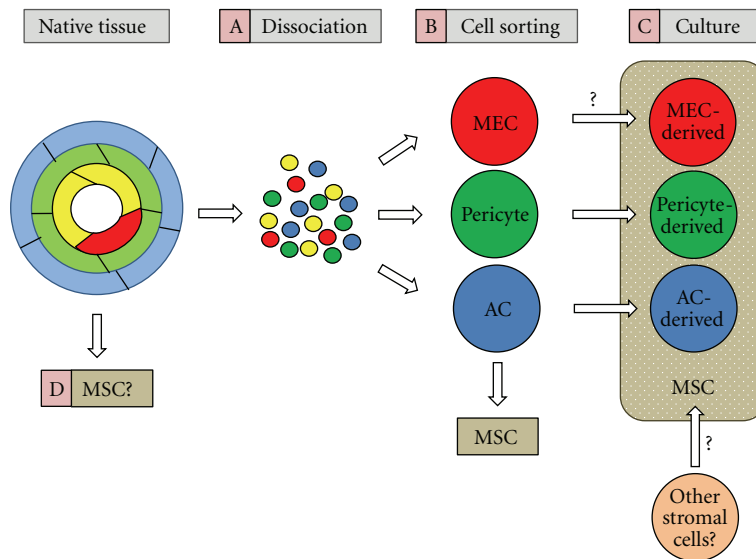 Native tissue
A Dissociation
B Cell sorting
C Culture
MEC
?
MEC-
derived
Pericyte
Pericyte-
derived
AC
AC-
derived
D MSC?
MSC
MSC
?
Other
stromal
cells?